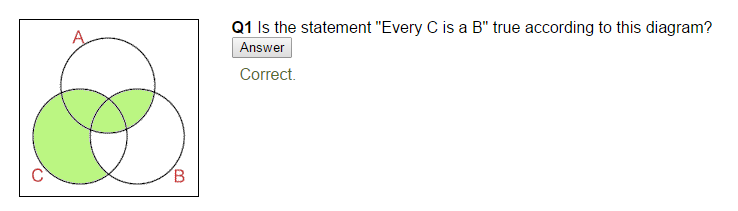 A
C
B
Q1 Is the statement "Every C is a B" true according to this diagram?
Answer
Correct.